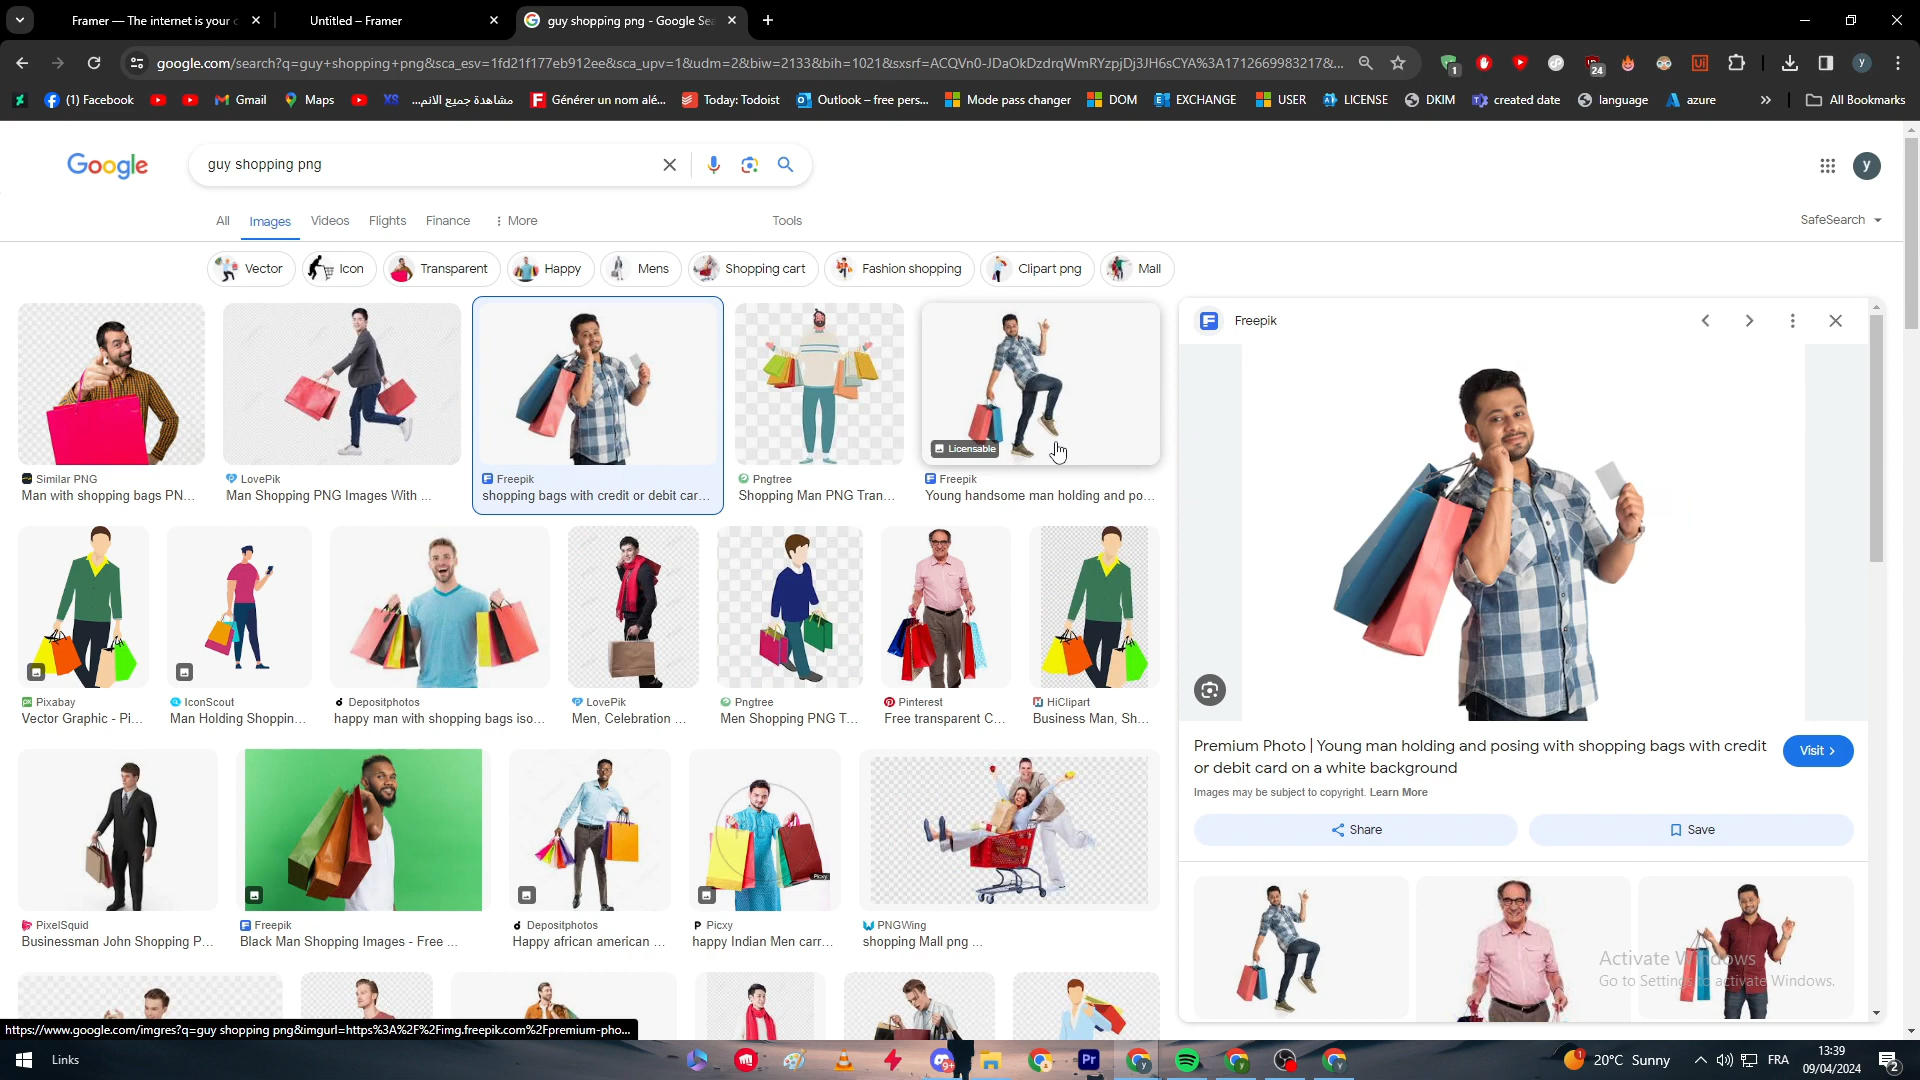 Framer — The internet is your c
Untitled – Framer
guy shopping png - Google Sea
google.com/search?q=guy+shopping+png&sca_esv=1fd21f177eb912ee&sca_upv=1&udm=2&biw=2133&bih=1021&sxsrf=ACQVn0-JDaOkDzdrqWmRYzpjDj3JH6sCYA%3A1712669983217&...
1
24
y
(1) Facebook
Gmail
Maps
XS
مشاهدة جميع الانم...
Générer un nom alé...
Today: Todoist
Outlook – free pers...
Mode pass changer
DOM
EXCHANGE
USER
LICENSE
DKIM
created date
language
azure
»
All Bookmarks
Google
guy shopping png
y
All
Images
Videos
Flights
Finance
More
Tools
SafeSearch
Vector
Icon
Transparent
Happy
Mens
Shopping cart
Fashion shopping
Clipart png
Mall
Licensable
Similar PNG
Man with shopping bags PN...
LovePik
Man Shopping PNG Images With ...
Freepik
shopping bags with credit or debit car...
Pngtree
Shopping Man PNG Tran...
Freepik
Young handsome man holding and po...
Pixabay
Vector Graphic - Pi...
IconScout
Man Holding Shoppin...
Depositphotos
happy man with shopping bags iso...
LovePik
Men, Celebration ...
Pngtree
Men Shopping PNG T...
Pinterest
Free transparent C...
HiClipart
Business Man, Sh...
Picxy
PixelSquid
Businessman John Shopping P...
Freepik
Black Man Shopping Images - Free ...
Depositphotos
Happy african american ...
Picxy
happy Indian Men carr...
PNGWing
shopping Mall png ...
Freepik
Premium Photo | Young man holding and posing with shopping bags with credit
or debit card on a white background
Visit
Images may be subject to copyright. Learn More
Share
Save
Activate Windows
Go to Settings to activate Windows.
https://www.google.com/imgres?q=guy shopping png&imgurl=https%3A%2F%2Fimg.freepik.com%2Fpremium-pho...
Links
9+
Pr
1
20°C Sunny
FRA
13:39
09/04/2024
2